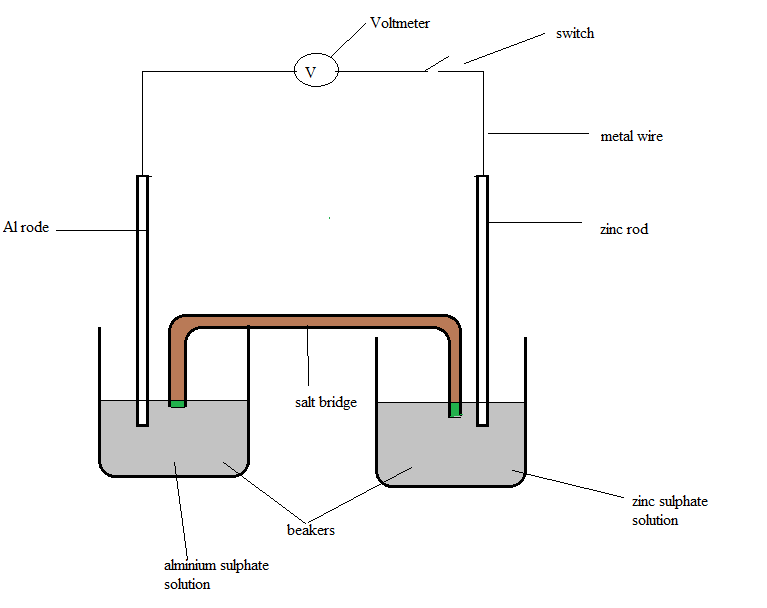 Voltmeter
switch
V
metal wire
Al rode
zinc rod
salt bridge
zinc sulphate
solution
beakers
alminium sulphate
solution